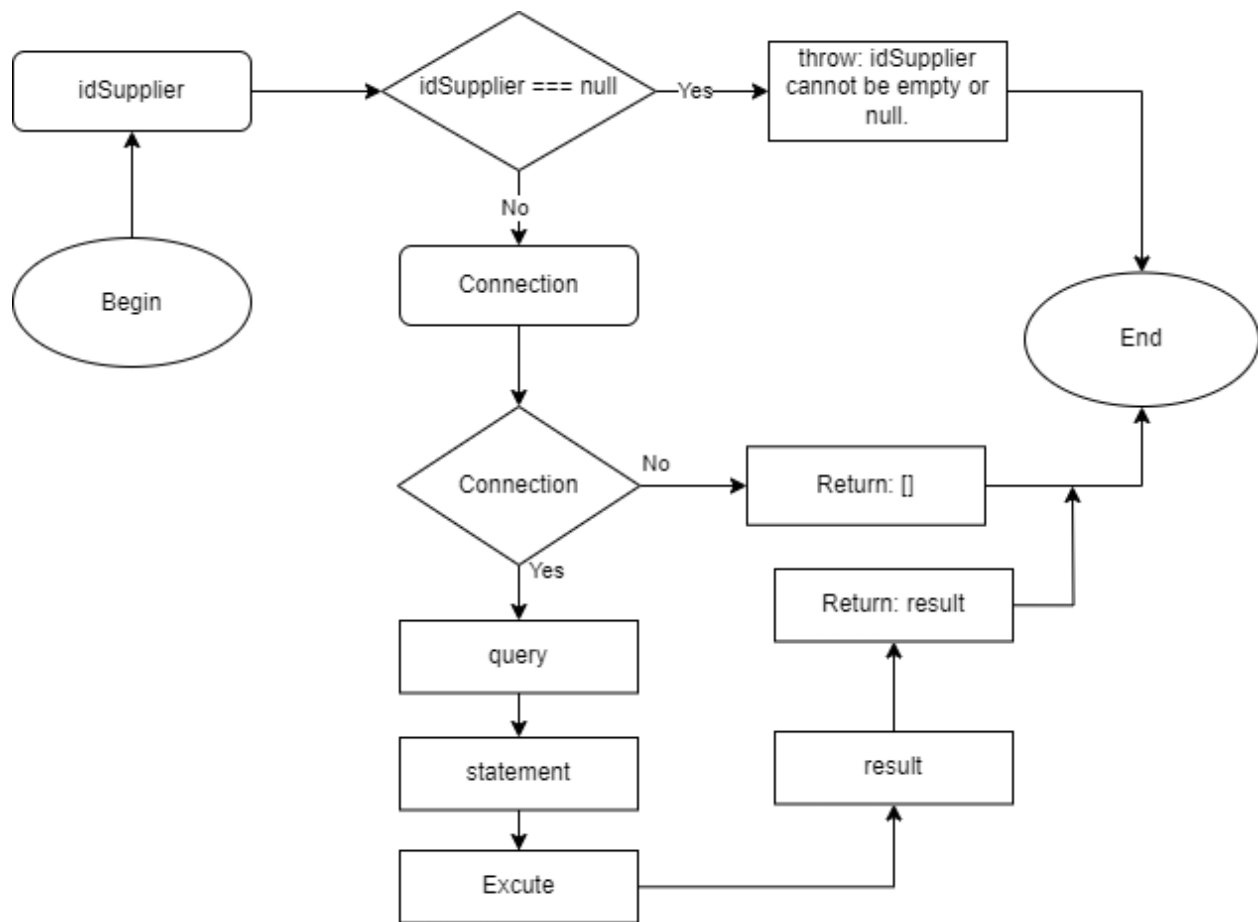 idSupplier
idSupplier === null
Yes
throw: idSupplier
cannot be empty or
null.
No
Begin
Connection
End
Connection
No
Return: []
Yes
Return: result
query
statement
result
Excute